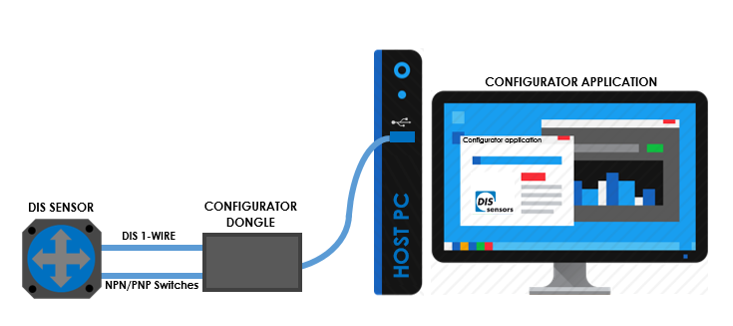 CONFIGURATOR APPLICATION
Configurator application
DIS
sensors
HOST PC
DIS SENSOR
CONFIGURATOR
DONGLE
DIS 1-WIRE
NPN/PNP Switches